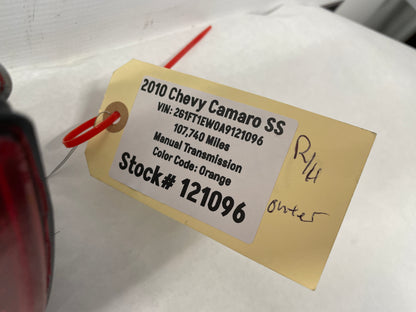 2010 Chevy Camaro SS
VIN: 2G1FT1EW0A9121096
107,740 Miles
Manual Transmission
Color Code: Orange
Stock# 121096
R/H
outer